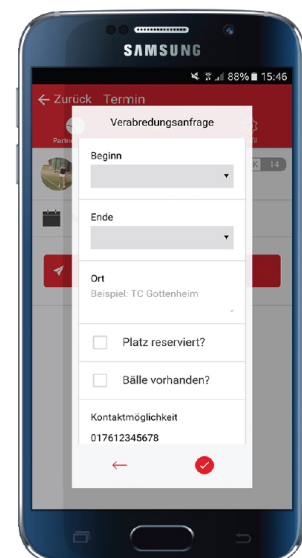 SAMSUNG
88% 15:46
← Zurück Termin
Verabredungsanfrage
Beginn
K 14
Ende
Ort
Beispiel: TC Gottenheim
Platz reserviert?
Bälle vorhanden?
Kontaktmöglichkeit
017612345678